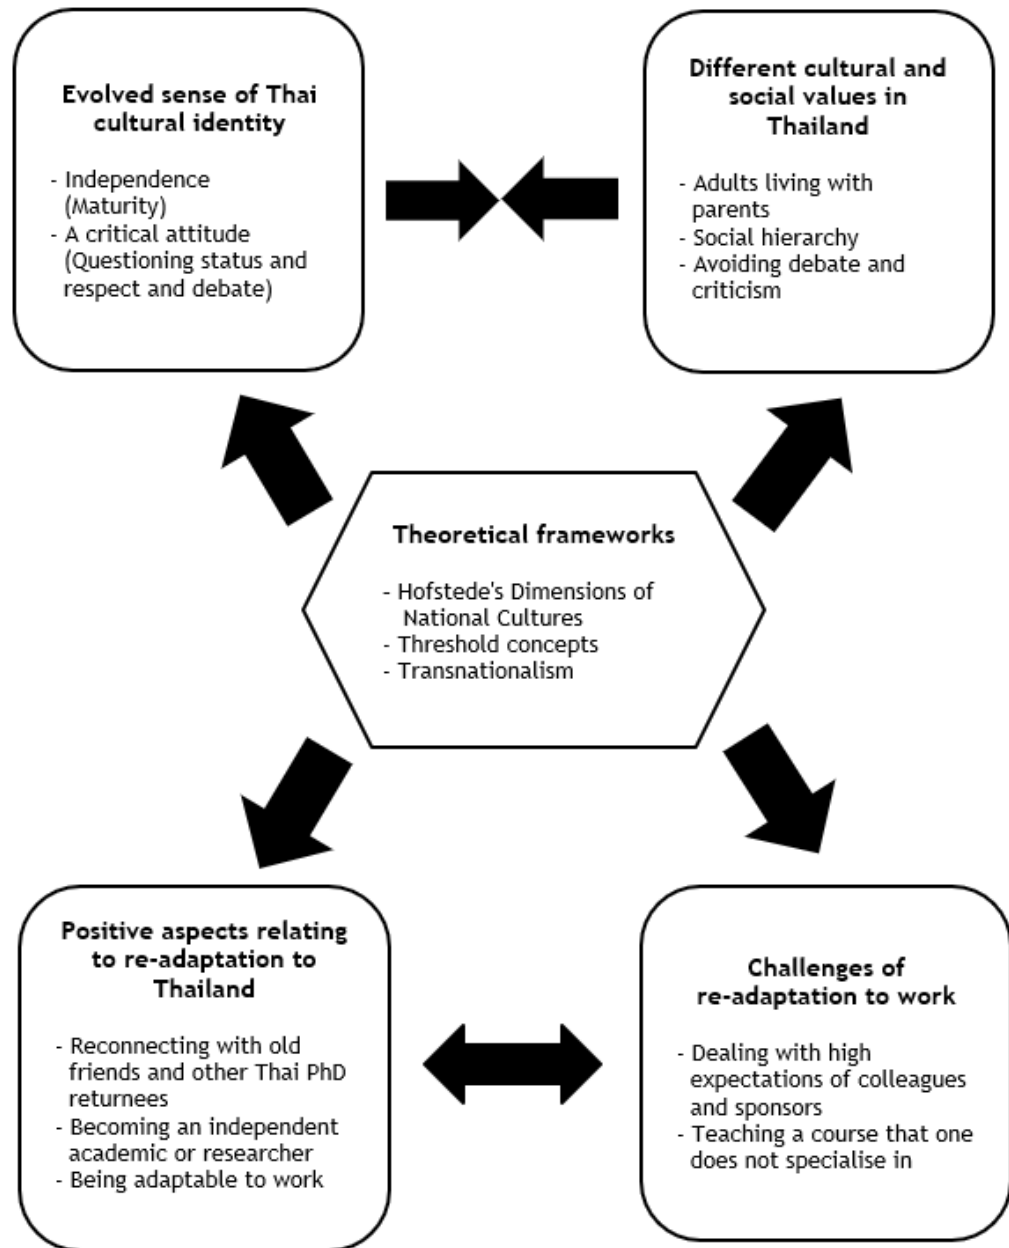 Evolved sense of Thai
cultural identity
- Independence
(Maturity)
- A critical attitude
(Questioning status and
respect and debate)
Different cultural and
social values in
Thailand
- Adults living with
parents
- Social hierarchy
- Avoiding debate and
criticism
Theoretical frameworks
- Hofstede's Dimensions of
National Cultures
- Threshold concepts
- Transnationalism
Positive aspects relating
to re-adaptation to
Thailand
- Reconnecting with old
friends and other Thai PhD
returnees
- Becoming an independent
academic or researcher
- Being adaptable to work
Challenges of
re-adaptation to work
- Dealing with high
expectations of colleagues
and sponsors
- Teaching a course that one
does not specialise in